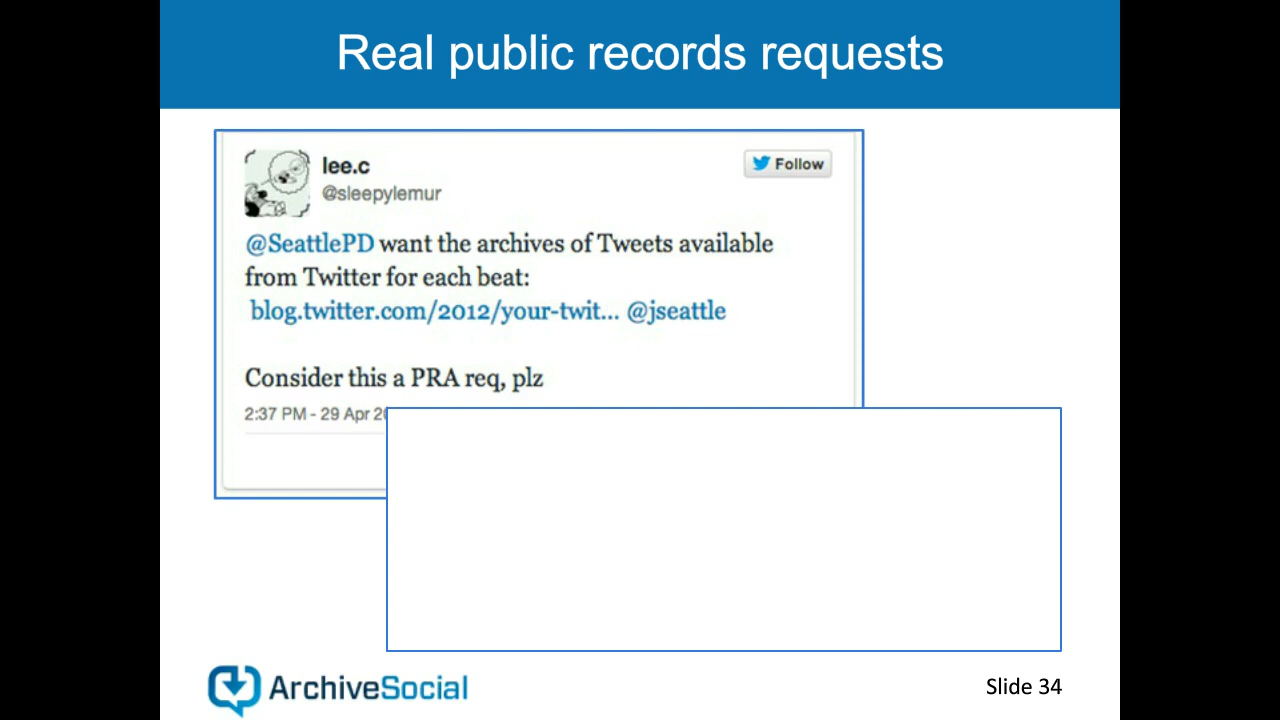 Real public records requests
lee.c
@sleepylemur
Follow
@SeattlePD want the archives of Tweets available
from Twitter for each beat:
blog.twitter.com/2012/your-twit... @jseattle
Consider this a PRA req, plz
2:37 PM - 29 Apr
ArchiveSocial
Slide 34